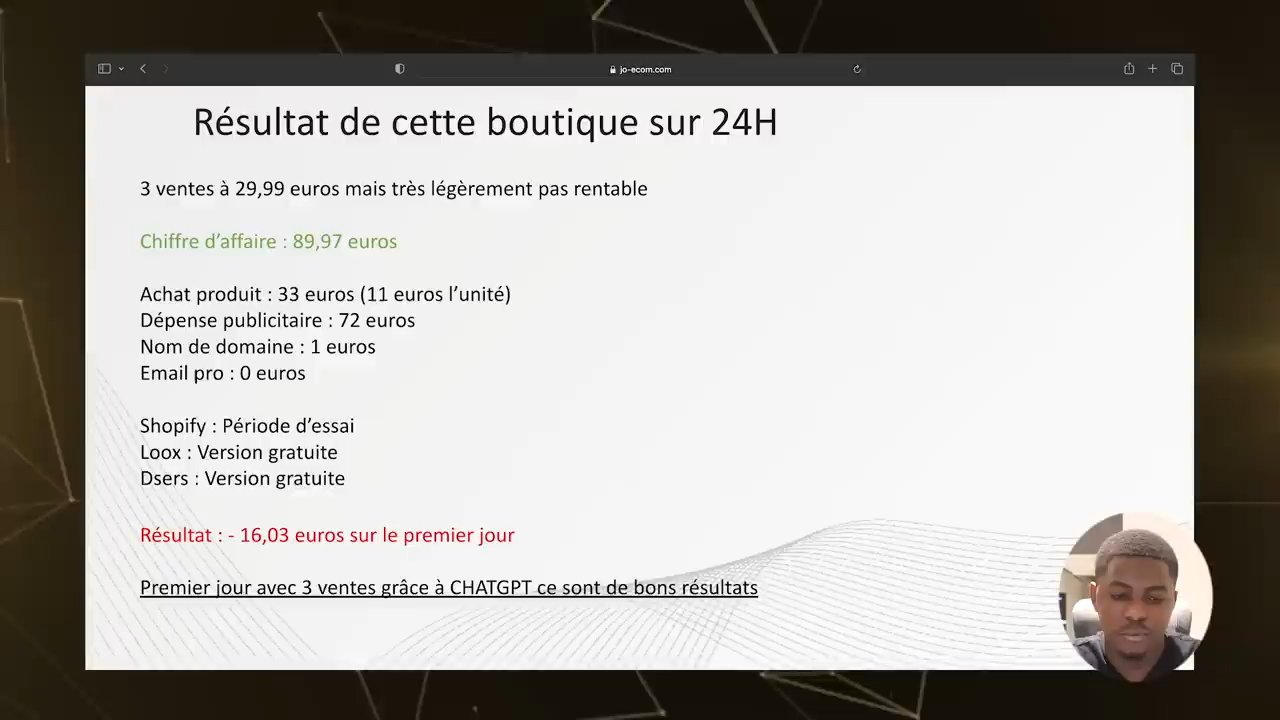 jo-ecom.com
Résultat de cette boutique sur 24H
3 ventes à 29,99 euros mais très légèrement pas rentable
Chiffre d’affaire : 89,97 euros
Achat produit : 33 euros (11 euros l’unité)
Dépense publicitaire : 72 euros
Nom de domaine : 1 euros
Email pro : 0 euros
Shopify : Période d’essai
Loox : Version gratuite
Dsers : Version gratuite
Résultat : - 16,03 euros sur le premier jour
Premier jour avec 3 ventes grâce à CHATGPT ce sont de bons résultats